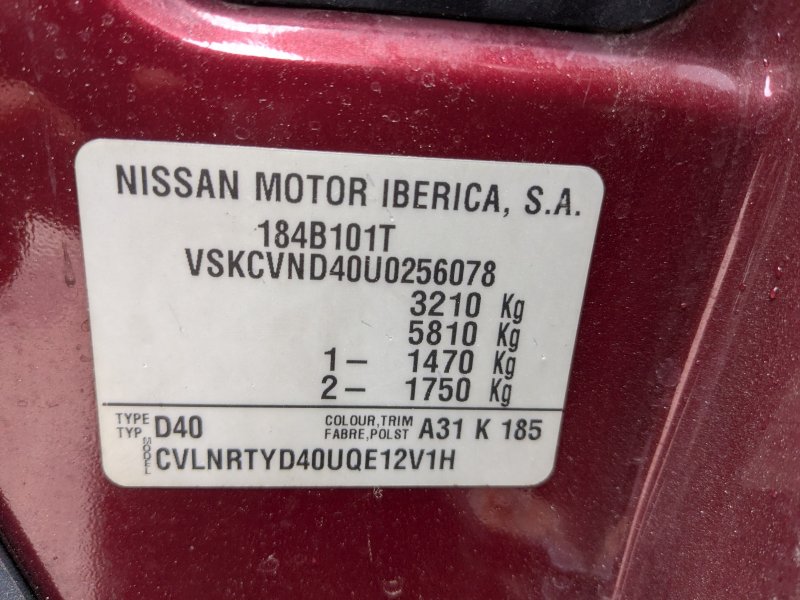 NISSAN MOTOR IBERICA, S.A.
184B101T
VSKCVND40U0256078
3210 Kg
5810 Kg
1- 1470 Kg
2- 1750 Kg
TYPE TYP D40 COLOUR,TRIM FABRE,POLST A31 K 185
MODEL CVLNRTYD40UQE12V1H